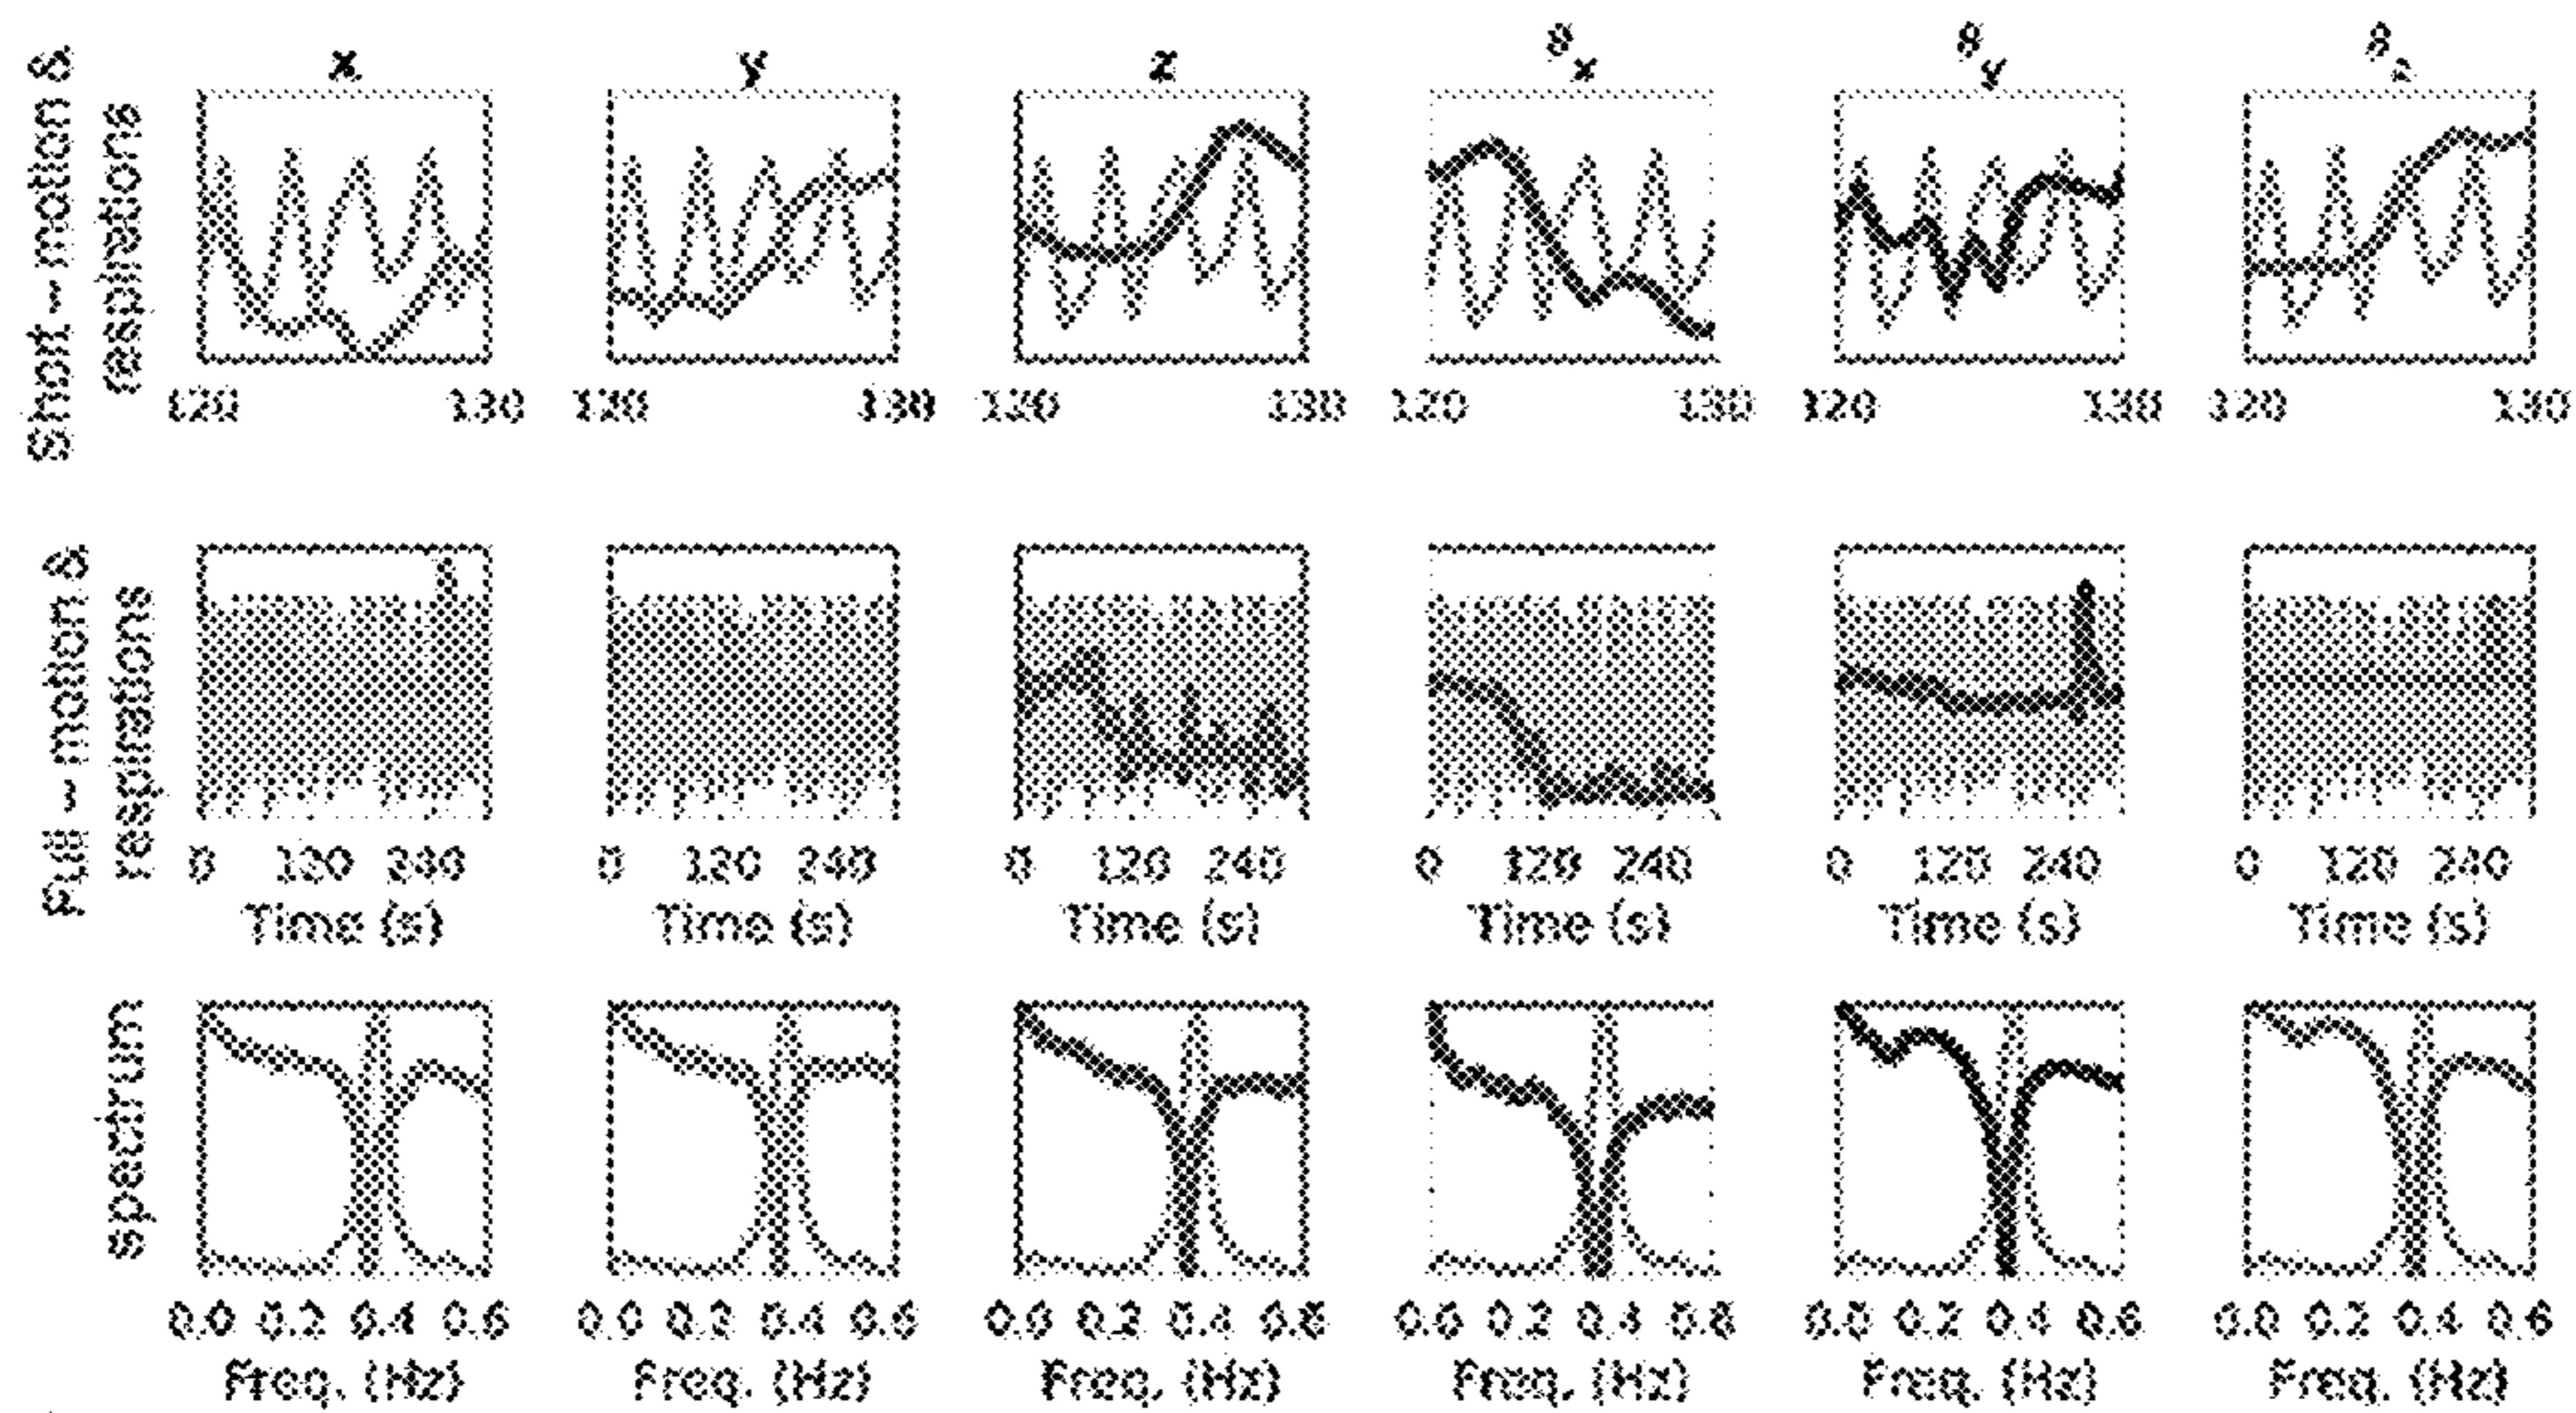 Short – motion &
respirations
x y z θx θy θz
120 130 120 130 120 130 120 130 120 130 120 130
Full – motion &
respirations
0 120 240 0 120 240 0 120 240 0 120 240 0 120 240 0 120 240
Time (s) Time (s) Time (s) Time (s) Time (s) Time (s)
spectrum
0.0 0.2 0.4 0.6 0.0 0.2 0.4 0.6 0.0 0.2 0.4 0.6 0.0 0.2 0.4 0.6 0.0 0.2 0.4 0.6 0.0 0.2 0.4 0.6
Freq. (Hz) Freq. (Hz) Freq. (Hz) Freq. (Hz) Freq. (Hz) Freq. (Hz)